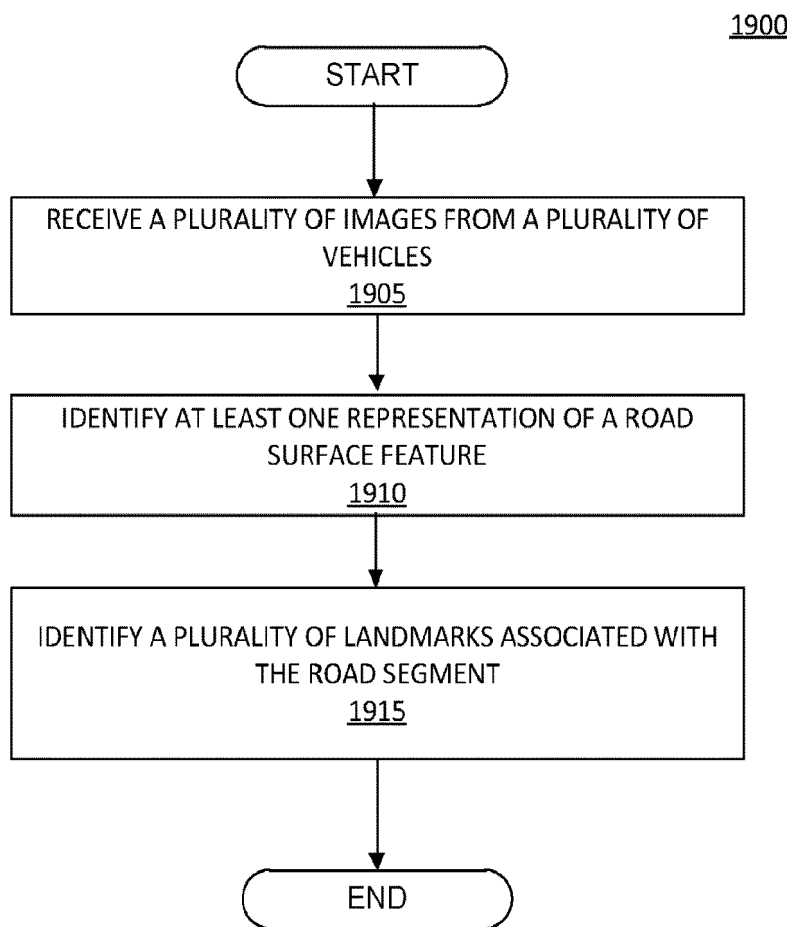 1900
START
RECEIVE A PLURALITY OF IMAGES FROM A PLURALITY OF
VEHICLES
1905
IDENTIFY AT LEAST ONE REPRESENTATION OF A ROAD
SURFACE FEATURE
1910
IDENTIFY A PLURALITY OF LANDMARKS ASSOCIATED WITH
THE ROAD SEGMENT
1915
END